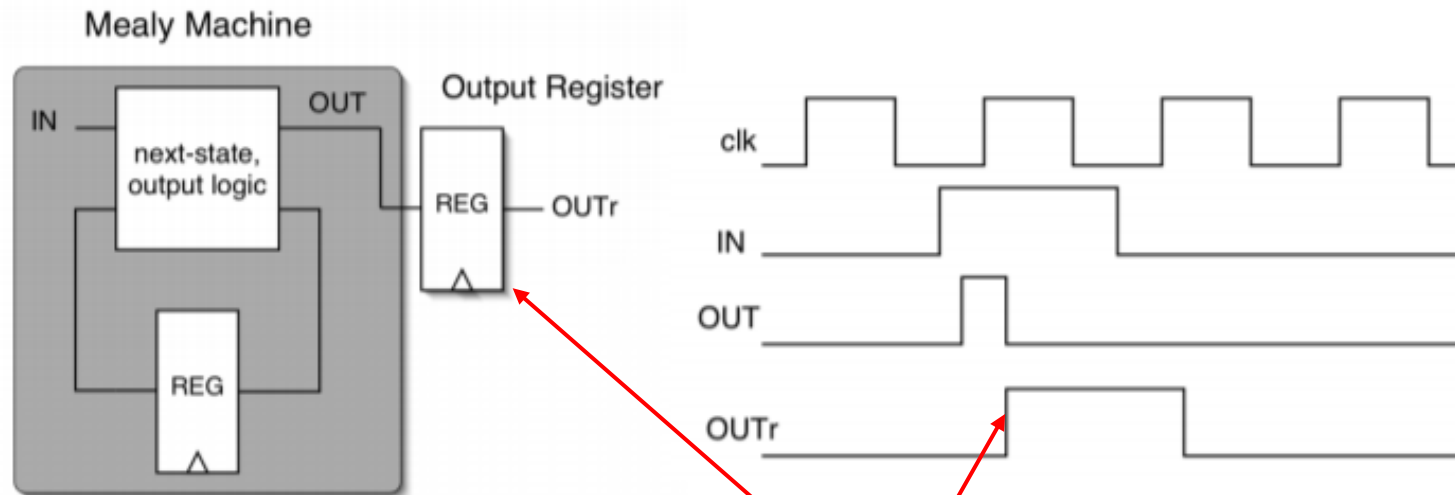 Mealy Machine
IN
OUT
next-state,
output logic
REG
Output Register
REG
OUTr
clk
IN
OUT
OUTr